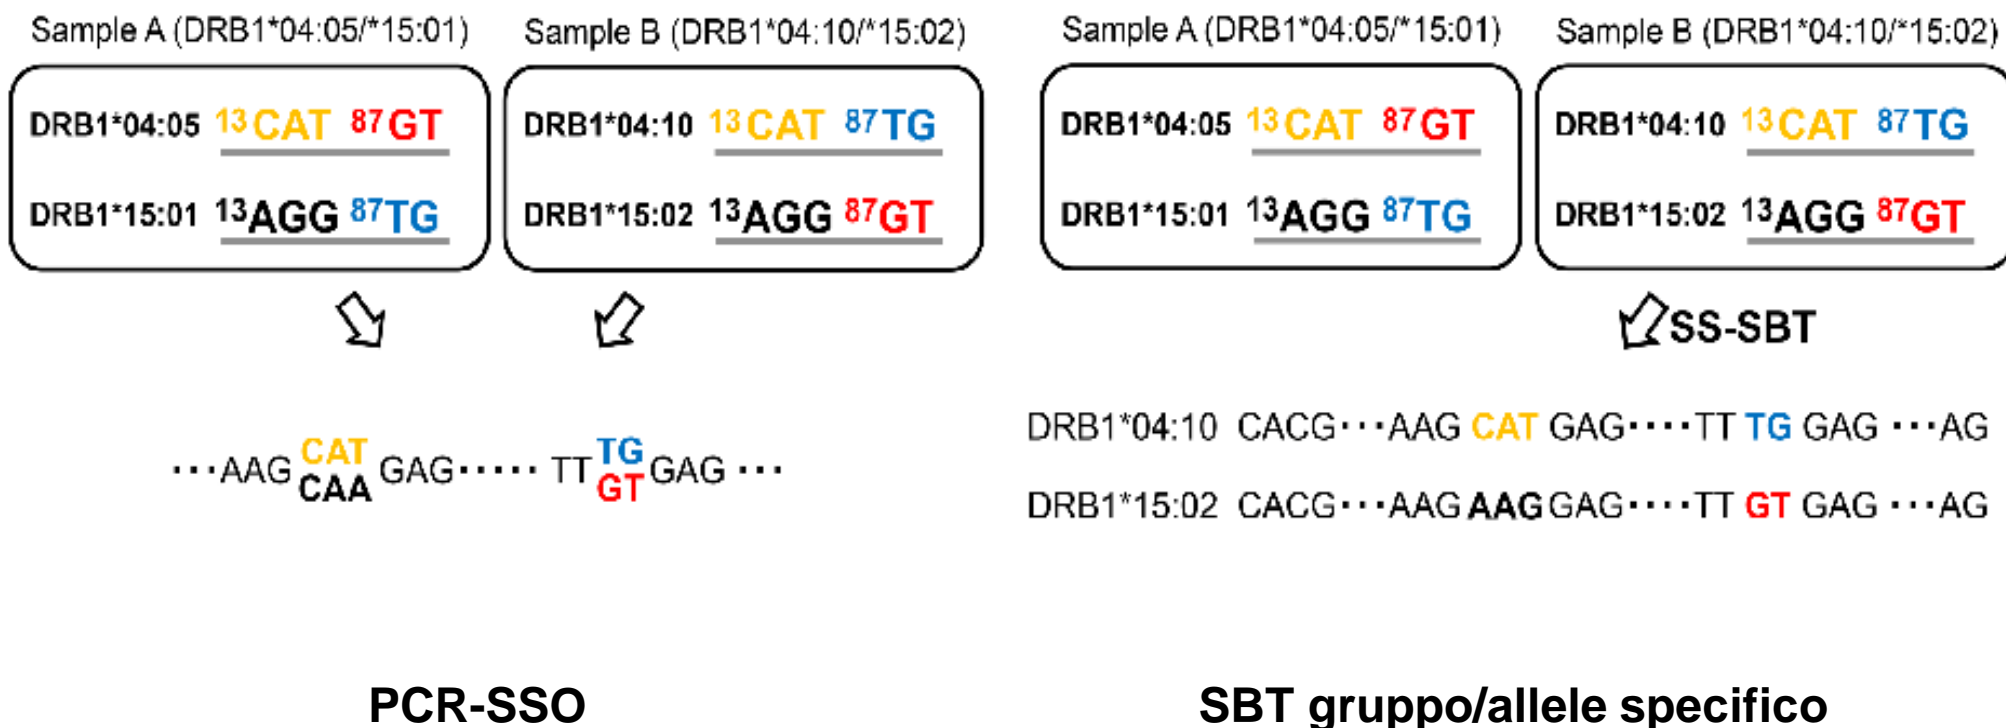 Sample A (DRB1*04:05/*15:01)
Sample B (DRB1*04:10/*15:02)
DRB1*04:05 13CAT 87GT
DRB1*15:01 13AGG 87TG
DRB1*04:10 13CAT 87TG
DRB1*15:02 13AGG 87GT
···AAG CAT GAG····· TT TG GAG ···
CAA GT
PCR-SSO
Sample A (DRB1*04:05/*15:01)
Sample B (DRB1*04:10/*15:02)
DRB1*04:05 13CAT 87GT
DRB1*15:01 13AGG 87TG
DRB1*04:10 13CAT 87TG
DRB1*15:02 13AGG 87GT
SS-SBT
DRB1*04:10 CACG···AAG CAT GAG····TT TG GAG ···AG
DRB1*15:02 CACG···AAG AAG GAG····TT GT GAG ···AG
SBT gruppo/allele specifico